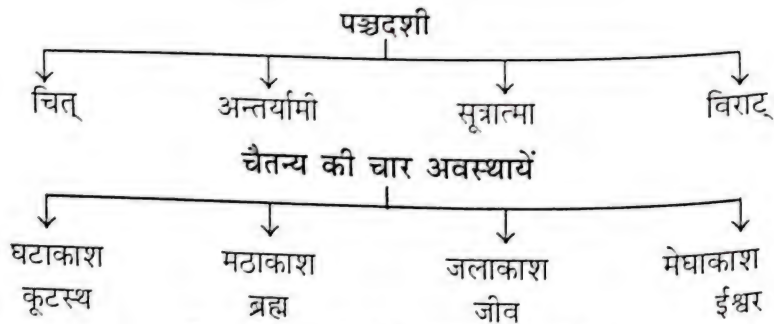 पञ्चदशी
चित् अन्तर्यामी सूत्रात्मा विराट्
चैतन्य की चार अवस्थायें
घटाकाश मठाकाश जलाकाश मेघाकाश
कूटस्थ ब्रह्म जीव ईश्वर